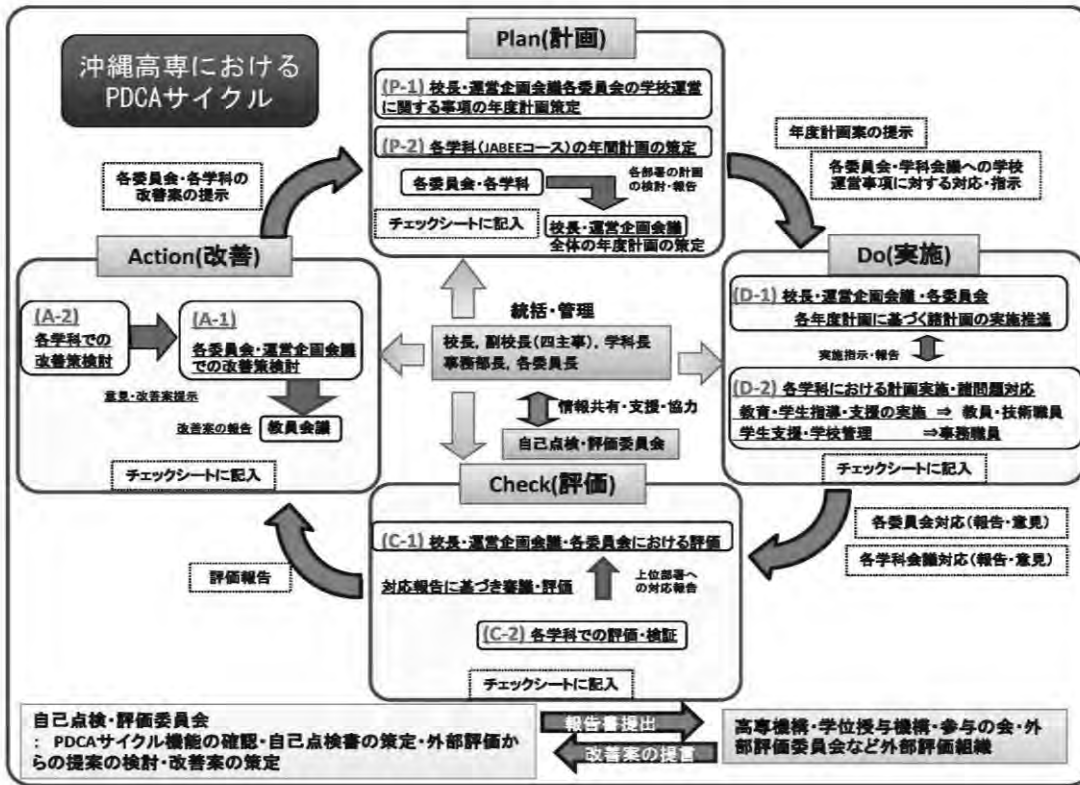 沖縄高専における
PDCAサイクル
Plan(計画)
(P-1) 校長・運営企画会議各委員会の学校運営
に関する事項の年度計画策定
(P-2) 各学科(JABEEコース)の年間計画の策定
各委員会・各学科
各部署の計画
の検討・報告
チェックシートに記入
校長・運営企画会議
全体の年度計画の策定
年度計画案の提示
各委員会・学科会議への学校
運営事項に対する対応・指示
各委員会・各学科の
改善案の提示
Action(改善)
(A-2)
各学科での
改善策検討
(A-1)
各委員会・運営企画会議
での改善策検討
意見・改善案提示
改善案の報告
教員会議
チェックシートに記入
統括・管理
校長, 副校長(四主事), 学科長
事務部長, 各委員長
情報共有・支援・協力
自己点検・評価委員会
Do(実施)
(D-1) 校長・運営企画会議・各委員会
各年度計画に基づく諸計画の実施推進
実施指示・報告
(D-2) 各学科における計画実施・諸問題対応
教育・学生指導・支援の実施 ⇒ 教員・技術職員
学生支援・学校管理 ⇒事務職員
チェックシートに記入
Check(評価)
(C-1) 校長・運営企画会議・各委員会における評価
対応報告に基づき審議・評価
上位部署へ
の対応報告
(C-2) 各学科での評価・検証
チェックシートに記入
各委員会対応(報告・意見)
各学科会議対応(報告・意見)
評価報告
自己点検・評価委員会
: PDCAサイクル機能の確認・自己点検書の策定・外部評価か
らの提案の検討・改善案の策定
報告書提出
改善案の提言
高専機構・学位授与機構・参与の会・外
部評価委員会など外部評価組織